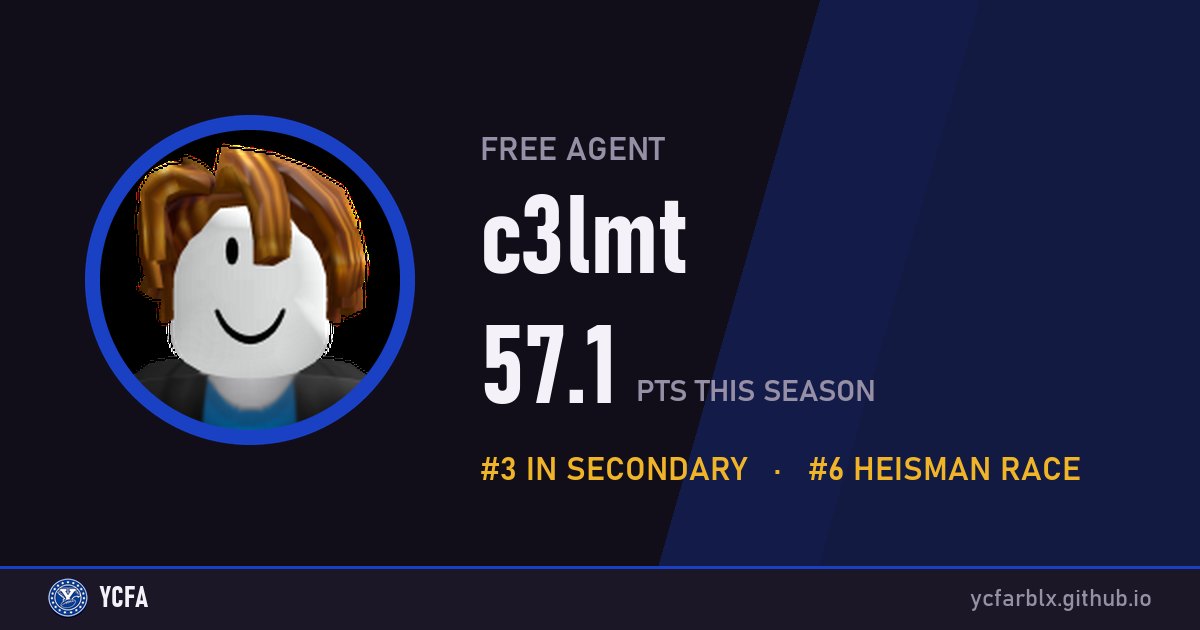 FREE AGENT
c3lmt
57.1 PTS THIS SEASON
#3 IN SECONDARY · #6 HEISMAN RACE
YCFA
ycfarblx.github.io